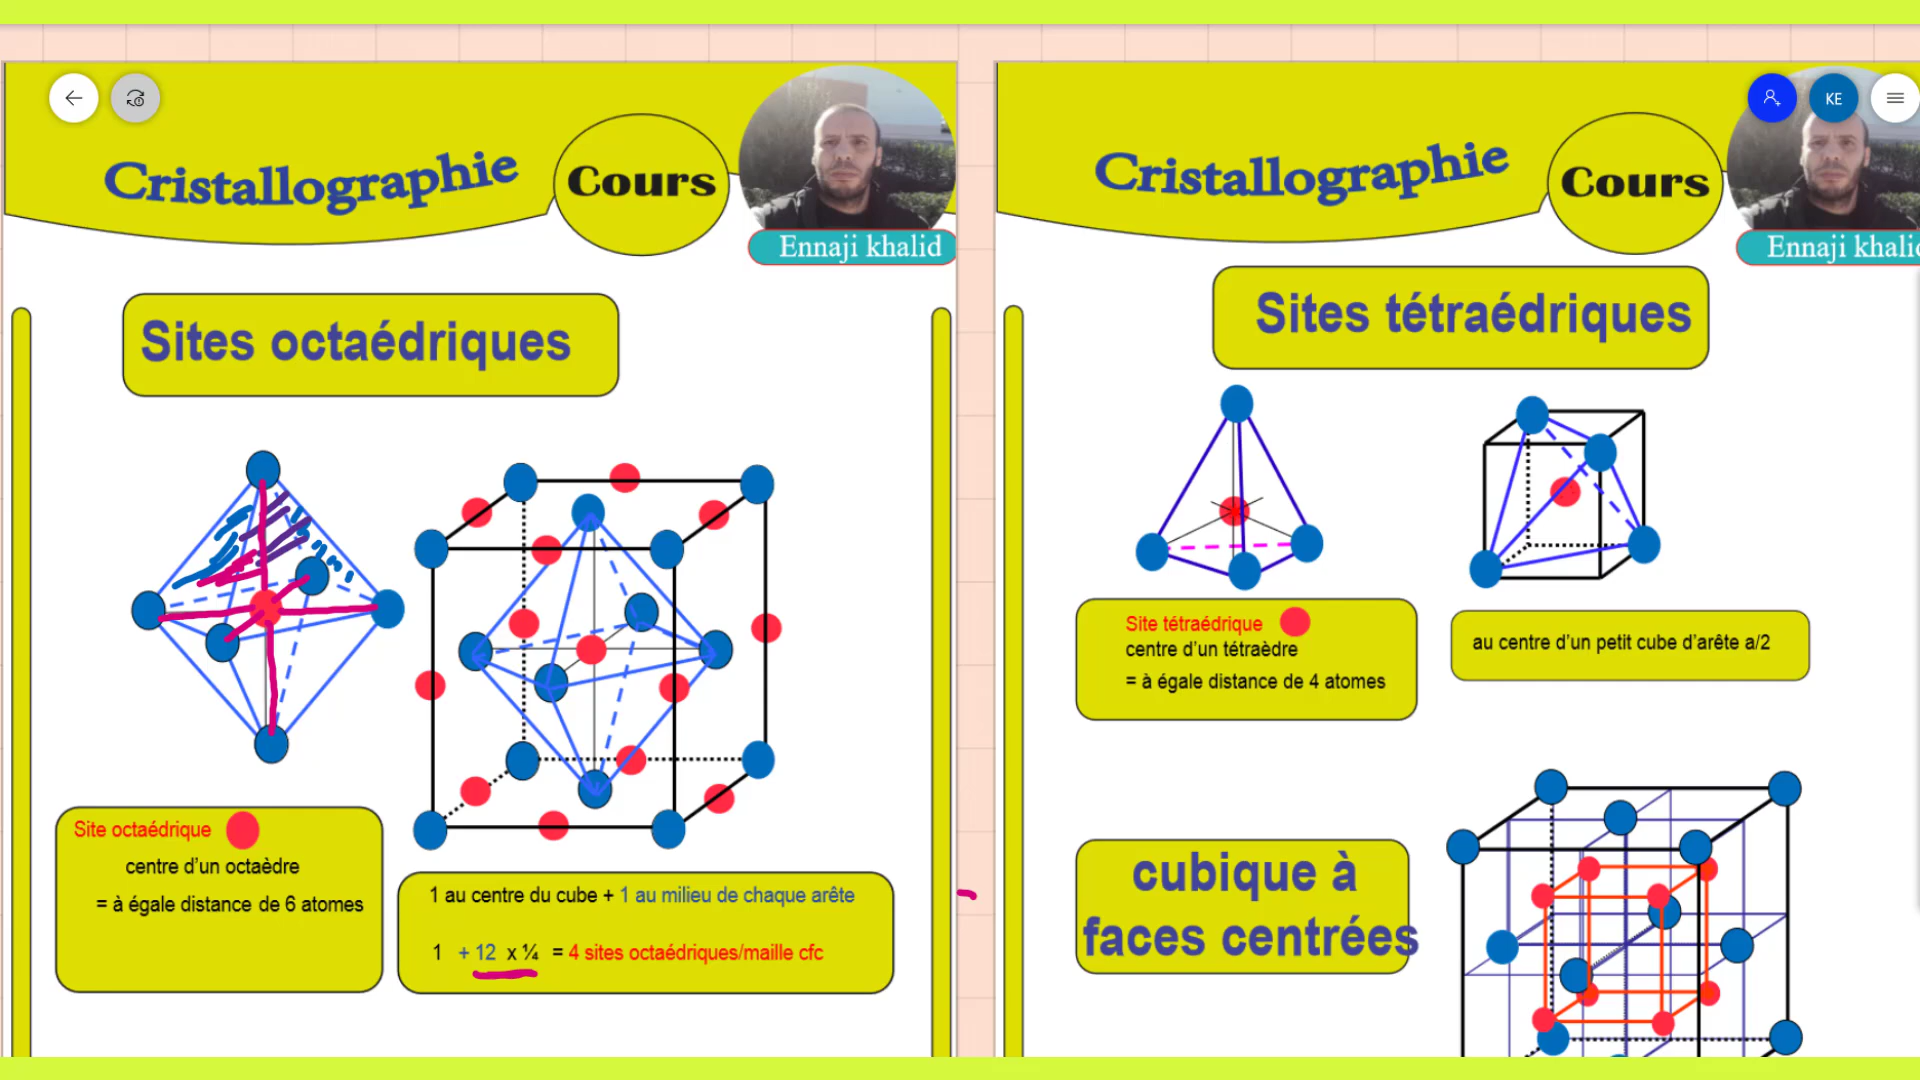 Cristallographie
Cours
Ennaji khalid
Sites octaédriques
Site octaédrique
centre d'un octaèdre
= à égale distance de 6 atomes
1 au centre du cube + 1 au milieu de chaque arête
1 + 12 x ¼ = 4 sites octaédriques/maille cfc
KE
Cristallographie
Cours
Ennaji khalid
Sites tétraédriques
Site tétraédrique
centre d'un tétraèdre
= à égale distance de 4 atomes
au centre d'un petit cube d'arête a/2
cubique à
faces centrées